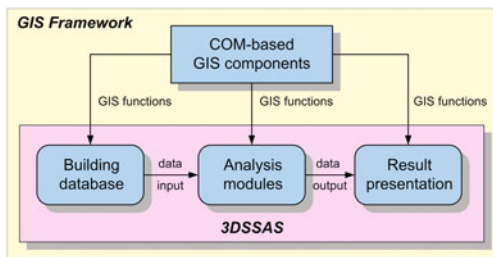 GIS Framework
COM-based
GIS components
GIS functions
GIS functions
GIS functions
Building
database
data
input
Analysis
modules
data
output
Result
presentation
3DSSAS